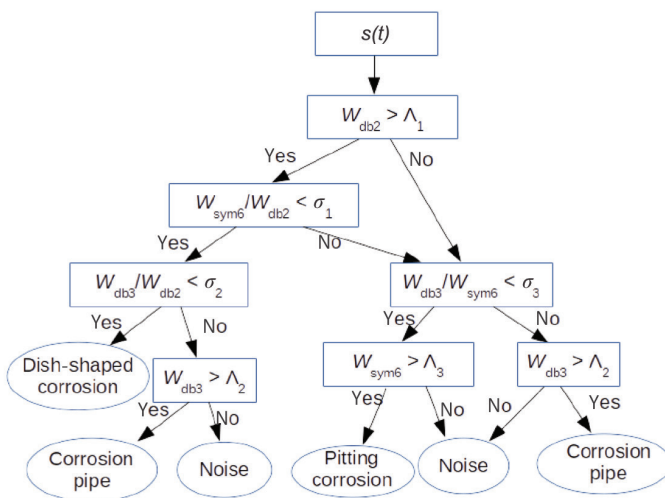 s(t)
W_db2 > Λ_1
Yes
No
W_sym6/W_db2 < σ_1
Yes
No
W_db3/W_db2 < σ_2
W_db3/W_sym6 < σ_3
Yes
No
Yes
No
Dish-shaped
corrosion
W_db3 > Λ_2
W_sym6 > Λ_3
W_db3 > Λ_2
Yes
No
Yes
No
No
Yes
Corrosion
pipe
Noise
Pitting
corrosion
Noise
Corrosion
pipe